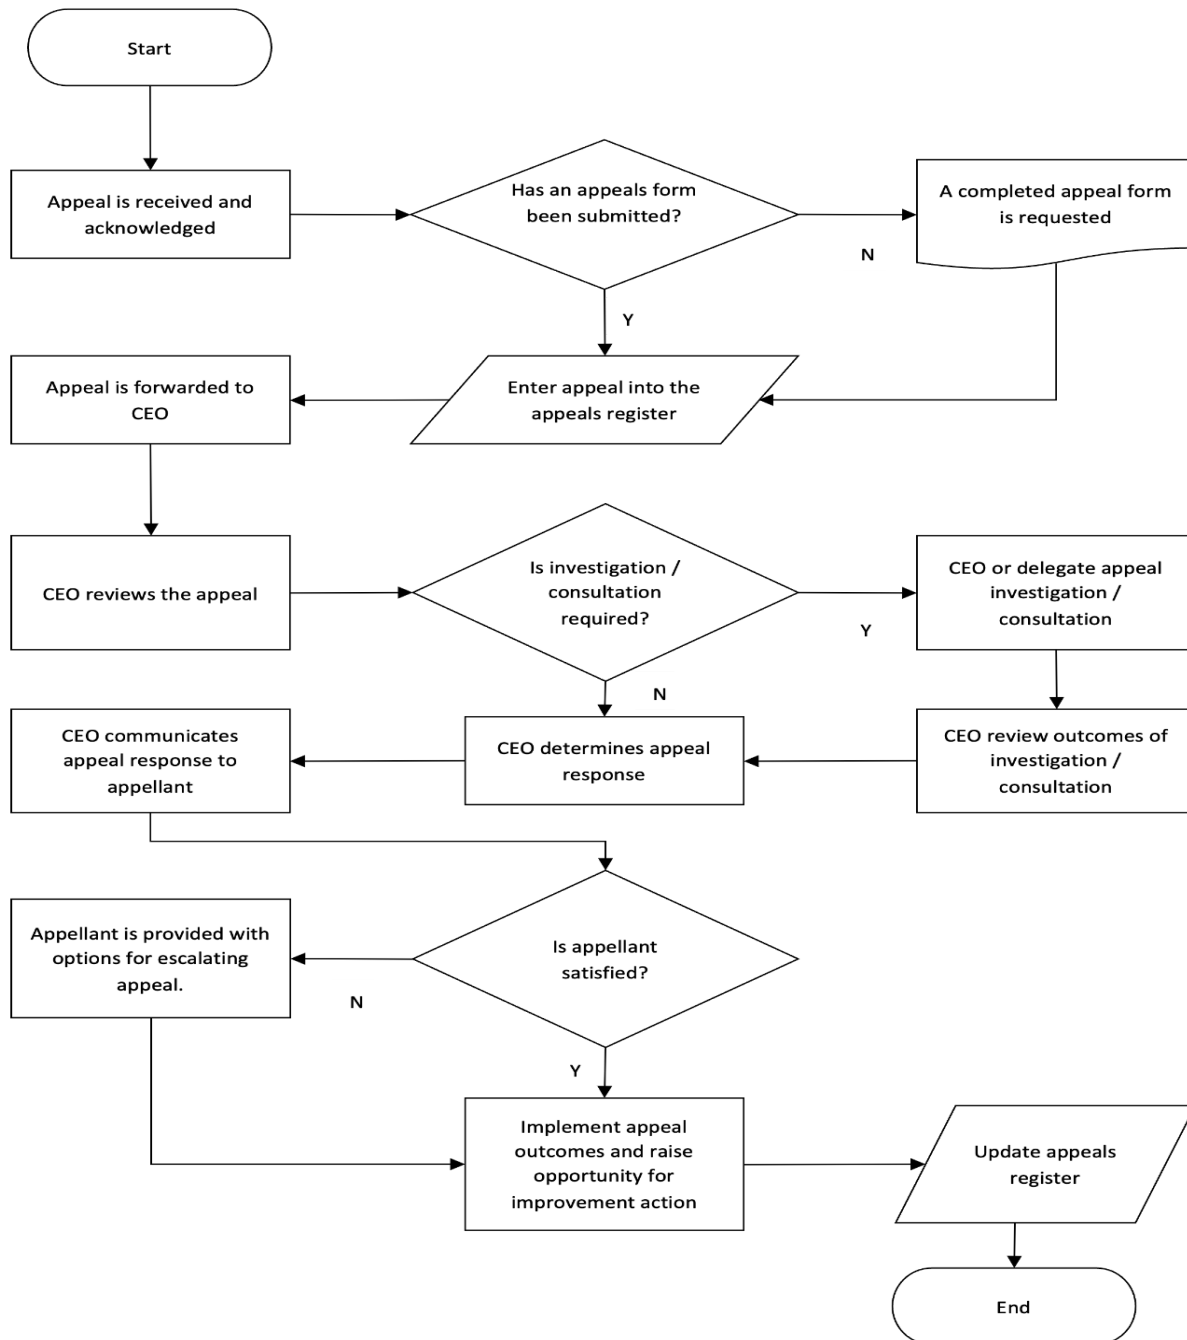 Start
Appeal is received and
acknowledged
Has an appeals form
been submitted?
A completed appeal form
is requested
N
Y
Appeal is forwarded to
CEO
Enter appeal into the
appeals register
CEO reviews the appeal
Is investigation /
consultation
required?
CEO or delegate appeal
investigation /
consultation
Y
N
CEO communicates
appeal response to
appellant
CEO determines appeal
response
CEO review outcomes of
investigation /
consultation
Appellant is provided with
options for escalating
appeal.
Is appellant
satisfied?
N
Y
Implement appeal
outcomes and raise
opportunity for
improvement action
Update appeals
register
End